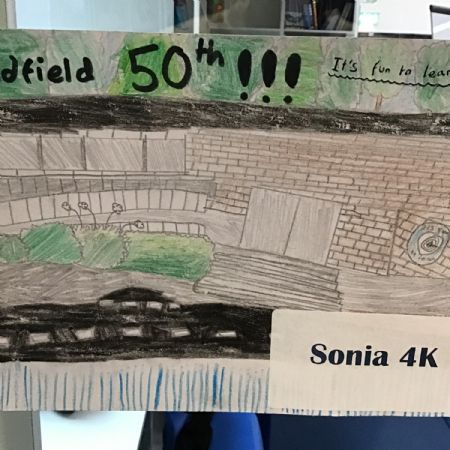 dfield 50th!!!
It's fun to lear
Sonia 4K